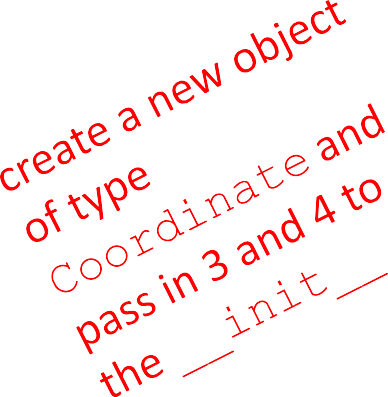 create a new object
of type
Coordinate and
pass in 3 and 4 to
the __init__